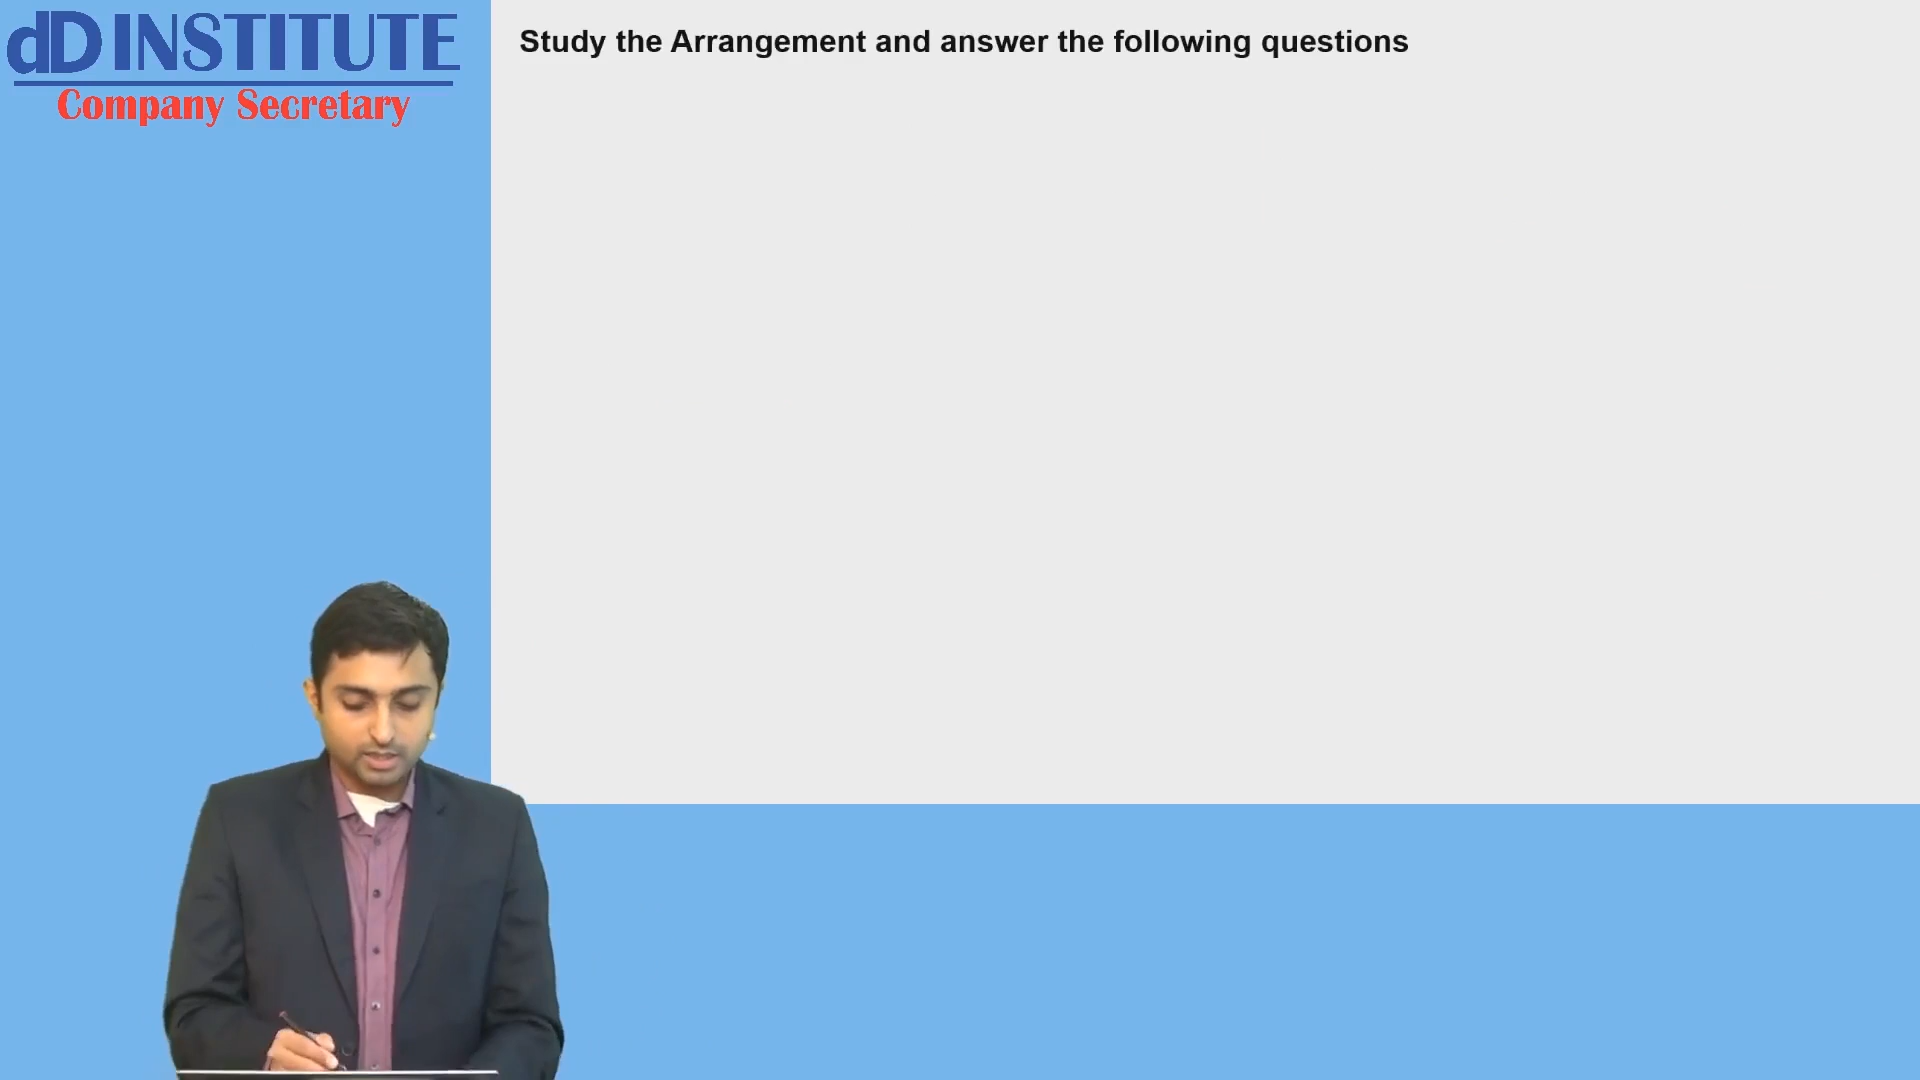 dD INSTITUTE
Company Secretary
Study the Arrangement and answer the following questions